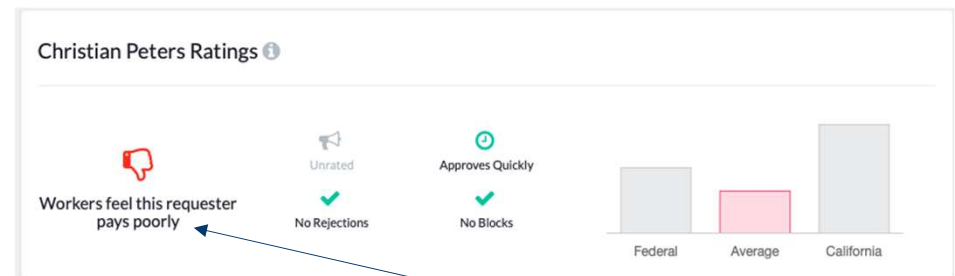 Christian Peters Ratings
Workers feel this requester
pays poorly
Unrated
Approves Quickly
No Rejections
No Blocks
Federal
Average
California